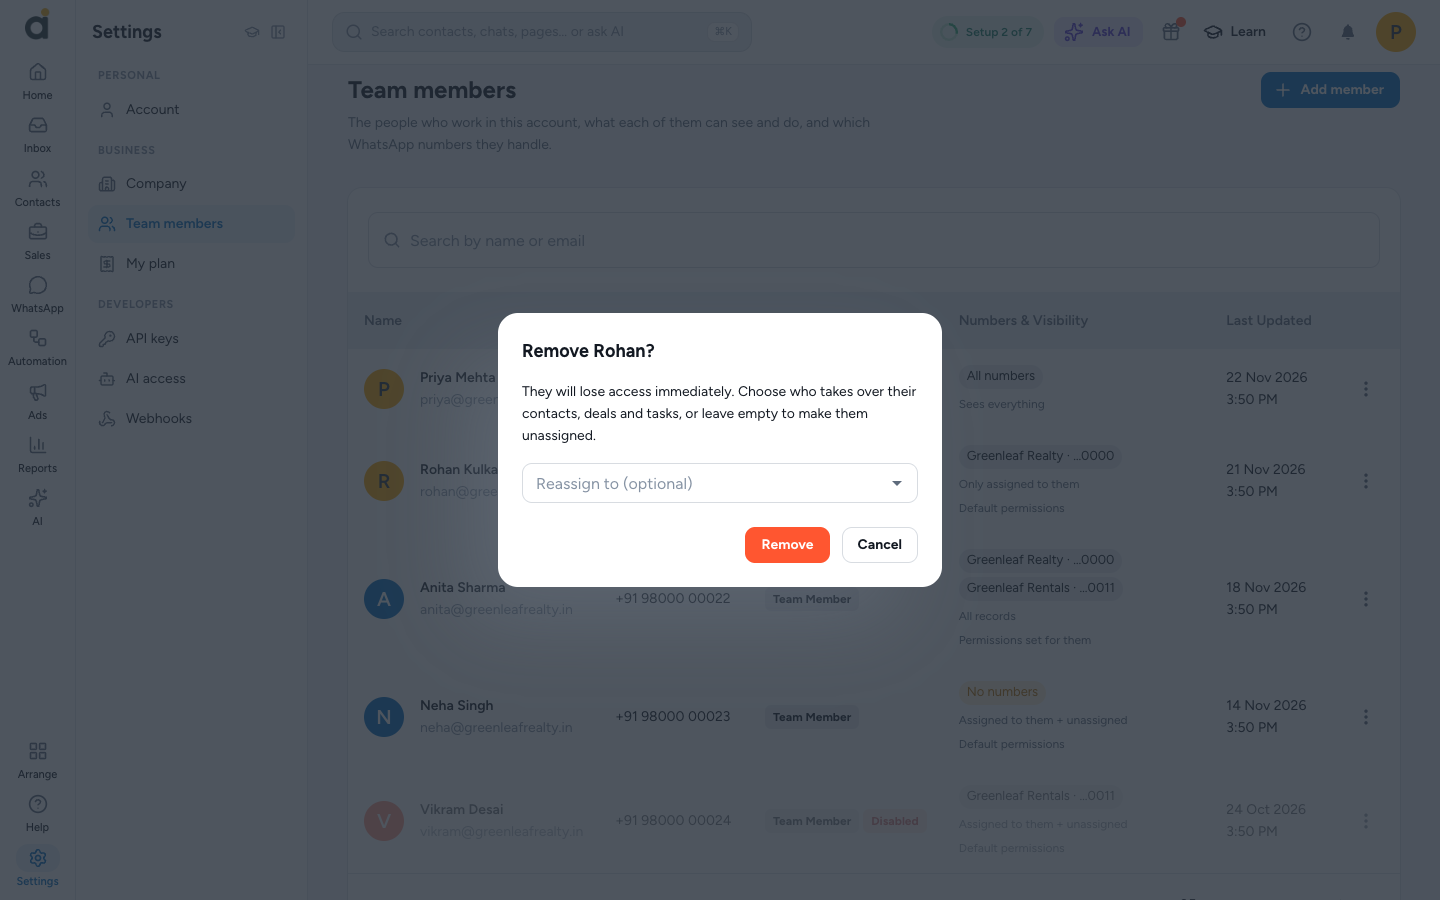 Settings
Search contacts, chats, pages... or ask AI
⌘K
Setup 2 of 7
Ask AI
Learn
P
Home
Inbox
Contacts
Sales
WhatsApp
Automation
Ads
Reports
AI
Arrange
Help
Settings
PERSONAL
Account
BUSINESS
Company
Team members
My plan
DEVELOPERS
API keys
AI access
Webhooks
Team members
Add member
The people who work in this account, what each of them can see and do, and which
WhatsApp numbers they handle.
Search by name or email
Name
Numbers & Visibility
Last Updated
P
Priya Mehta
All numbers
Sees everything
22 Nov 2026
3:50 PM
R
Rohan
Greenleaf Realty · ...0000
Only assigned to them
Default permissions
21 Nov 2026
3:50 PM
Remove Rohan?
They will lose access immediately. Choose who takes over their
contacts, deals and tasks, or leave empty to make them
unassigned.
Reassign to (optional)
Remove
Cancel
A
Anita Sharma
anita@greenleafrealty.in
+91 98000 00022
Team Member
Greenleaf Realty · ...0000
Greenleaf Rentals · ...0011
All records
Permissions set for them
18 Nov 2026
3:50 PM
N
Neha Singh
neha@greenleafrealty.in
+91 98000 00023
Team Member
No numbers
Assigned to them + unassigned
Default permissions
14 Nov 2026
3:50 PM
V
Vikram Desai
vikram@greenleafrealty.in
+91 98000 00024
Team Member
Disabled
Greenleaf Rentals · ...0011
Assigned to them + unassigned
Default permissions
24 Oct 2026
3:50 PM